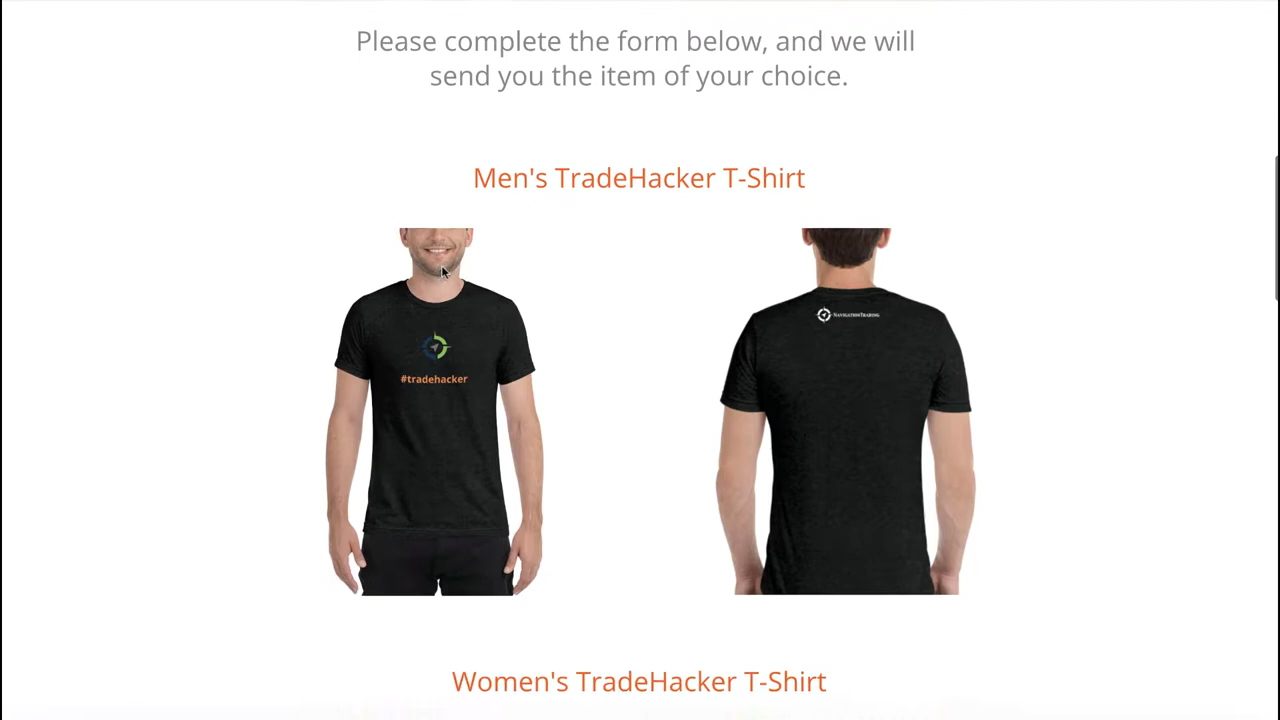 Please complete the form below, and we will
send you the item of your choice.
Men's TradeHacker T-Shirt
#tradehacker
NavigationTrading
Women's TradeHacker T-Shirt